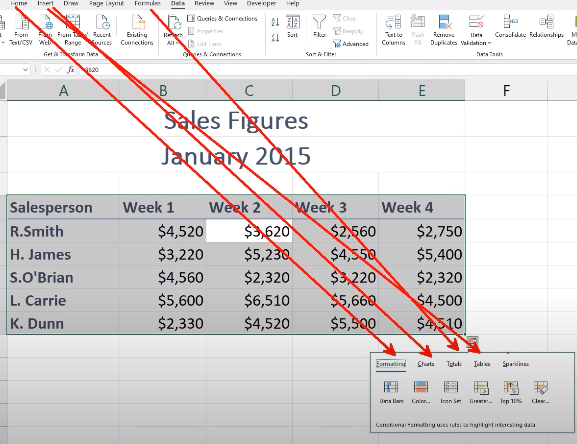 Home Insert Draw Page Layout Formulas Data Review View Developer Help
From Text/CSV From Web From Table/ Range Recent Sources Existing Connections Refresh All Queries & Connections Properties Edit Links Sort Filter Clear Reapply Advanced Text to Columns Flash Fill Remove Duplicates Data Validation Consolidate Relationships
Get & Transform Data Queries & Connections Sort & Filter Data Tools
fx 3620
A B C D E F
Sales Figures
January 2015
Salesperson Week 1 Week 2 Week 3 Week 4
R.Smith $4,520 $3,620 $2,560 $2,750
H. James $3,220 $5,230 $4,550 $5,400
S.O'Brian $4,560 $2,320 $3,220 $2,320
L. Carrie $5,600 $6,510 $5,660 $4,500
K. Dunn $2,330 $4,520 $5,500 $4,510
Formatting Charts Totals Tables Sparklines
Data Bars Color... Icon Set Greater... Top 10% Clear...
Conditional Formatting uses rules to highlight interesting data